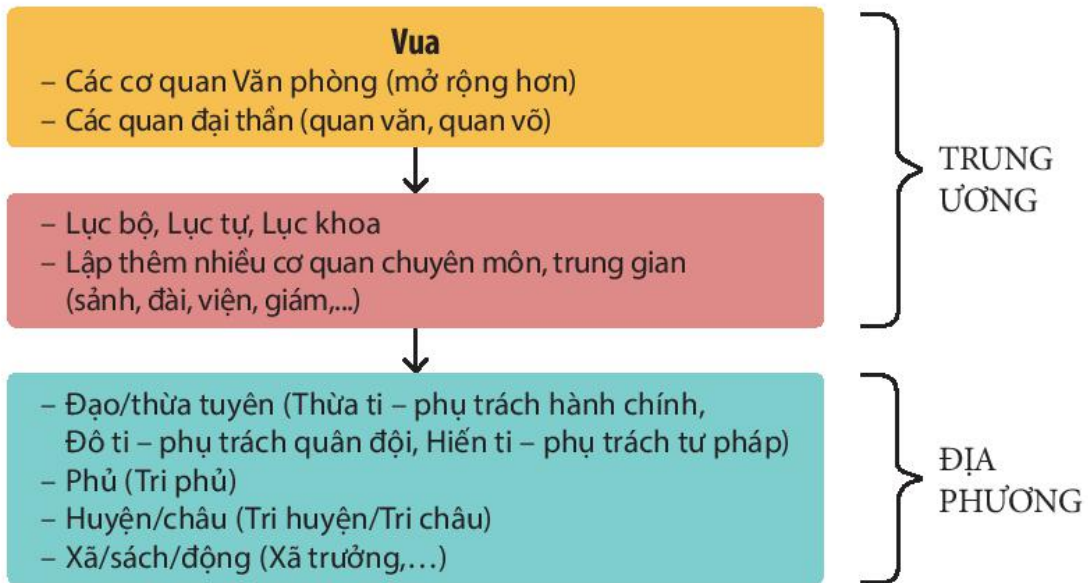 Vua
– Các cơ quan Văn phòng (mở rộng hơn)
– Các quan đại thần (quan văn, quan võ)
TRUNG
ƯƠNG
– Lục bộ, Lục tự, Lục khoa
– Lập thêm nhiều cơ quan chuyên môn, trung gian
(sảnh, đài, viện, giám,...)
– Đạo/thừa tuyên (Thừa ti – phụ trách hành chính,
Đô ti – phụ trách quân đội, Hiến ti – phụ trách tư pháp)
– Phủ (Tri phủ)
– Huyện/châu (Tri huyện/Tri châu)
– Xã/sách/động (Xã trưởng,…)
ĐỊA
PHƯƠNG